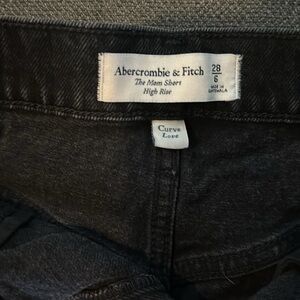 Abercrombie & Fitch
The Mom Short
High Rise
28
6
MADE IN
GUATEMALA
Curve
Love